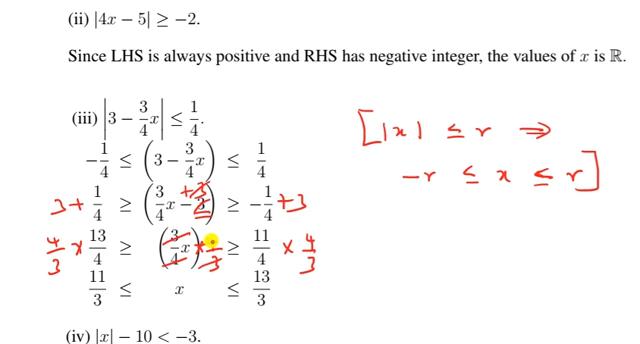 (ii) |4x − 5| ≥ −2.
Since LHS is always positive and RHS has negative integer, the values of x is ℝ.
(iii) |3 − 3/4 x| ≤ 1/4.
[|x| ≤ r ⇒
−r ≤ x ≤ r]
−1/4 ≤ (3 − 3/4 x) ≤ 1/4
3+ 1/4 ≥ (3/4 x − 3) +3 ≥ −1/4 +3
4/3 × 13/4 ≥ (3/4 x) × 4/3 ≥ 11/4 × 4/3
11/3 ≤ x ≤ 13/3
(iv) |x| − 10 < −3.